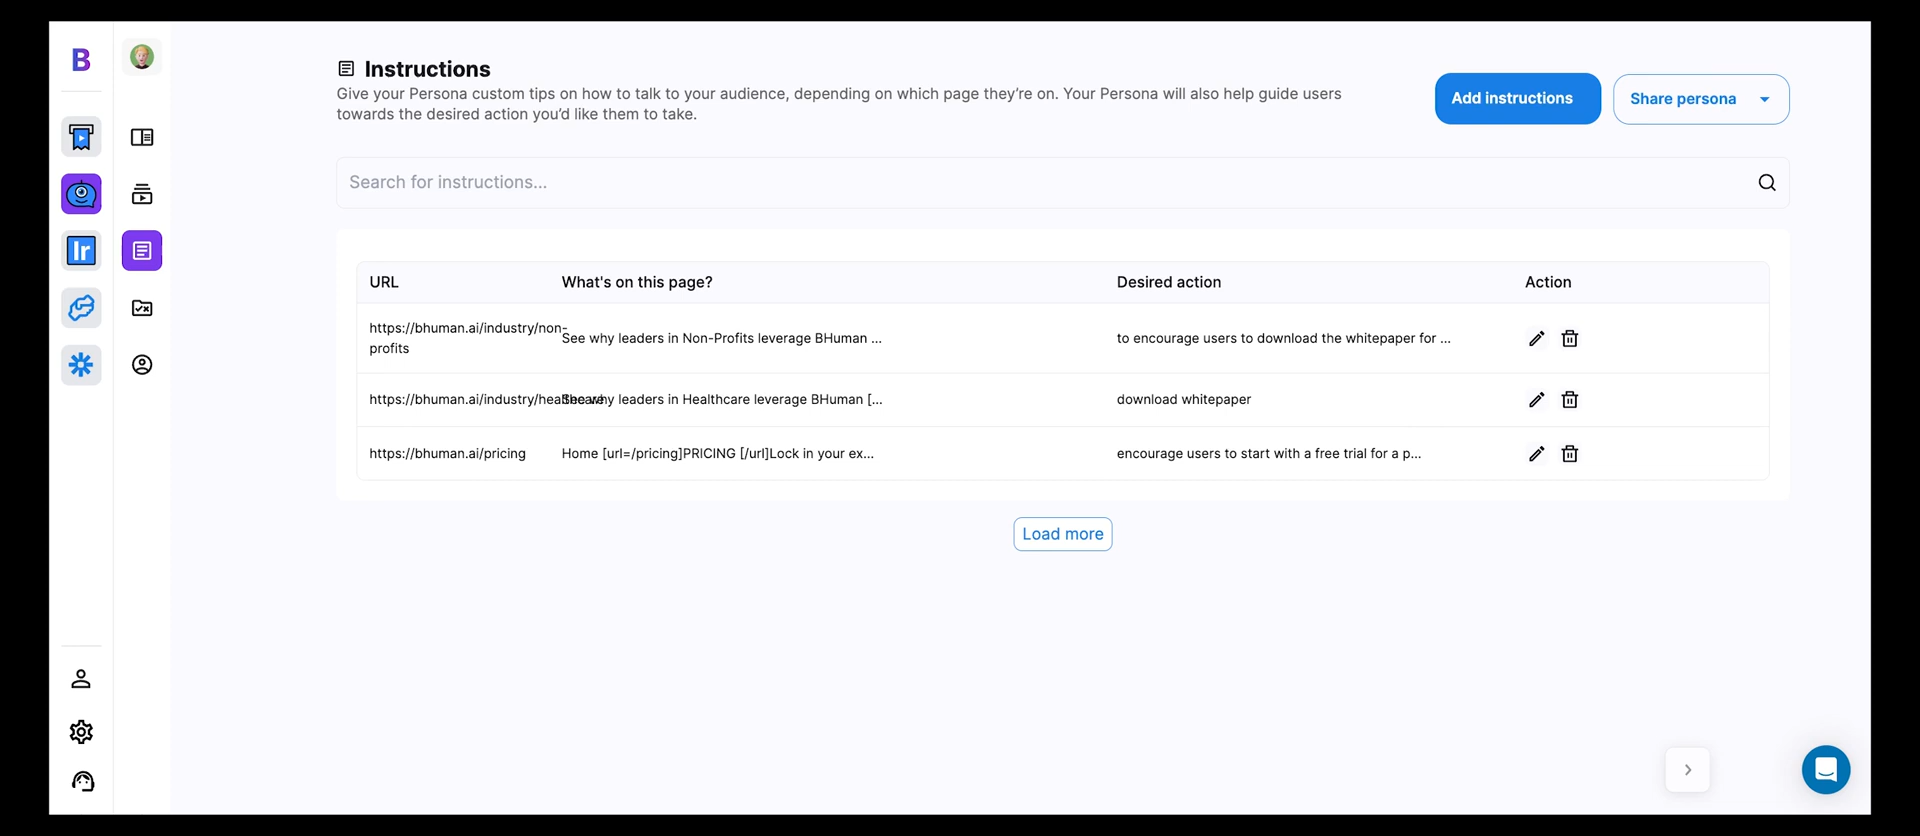 B
Instructions
Give your Persona custom tips on how to talk to your audience, depending on which page they’re on. Your Persona will also help guide users
towards the desired action you’d like them to take.
Add instructions
Share persona
Search for instructions...
Ir
URL What's on this page? Desired action Action
https://bhuman.ai/industry/non-
profits
See why leaders in Non-Profits leverage BHuman ...
to encourage users to download the whitepaper for ...
https://bhuman.ai/industry/healthcare
See why leaders in Healthcare leverage BHuman [...
download whitepaper
https://bhuman.ai/pricing
Home [url=/pricing]PRICING [/url]Lock in your ex...
encourage users to start with a free trial for a p...
Load more